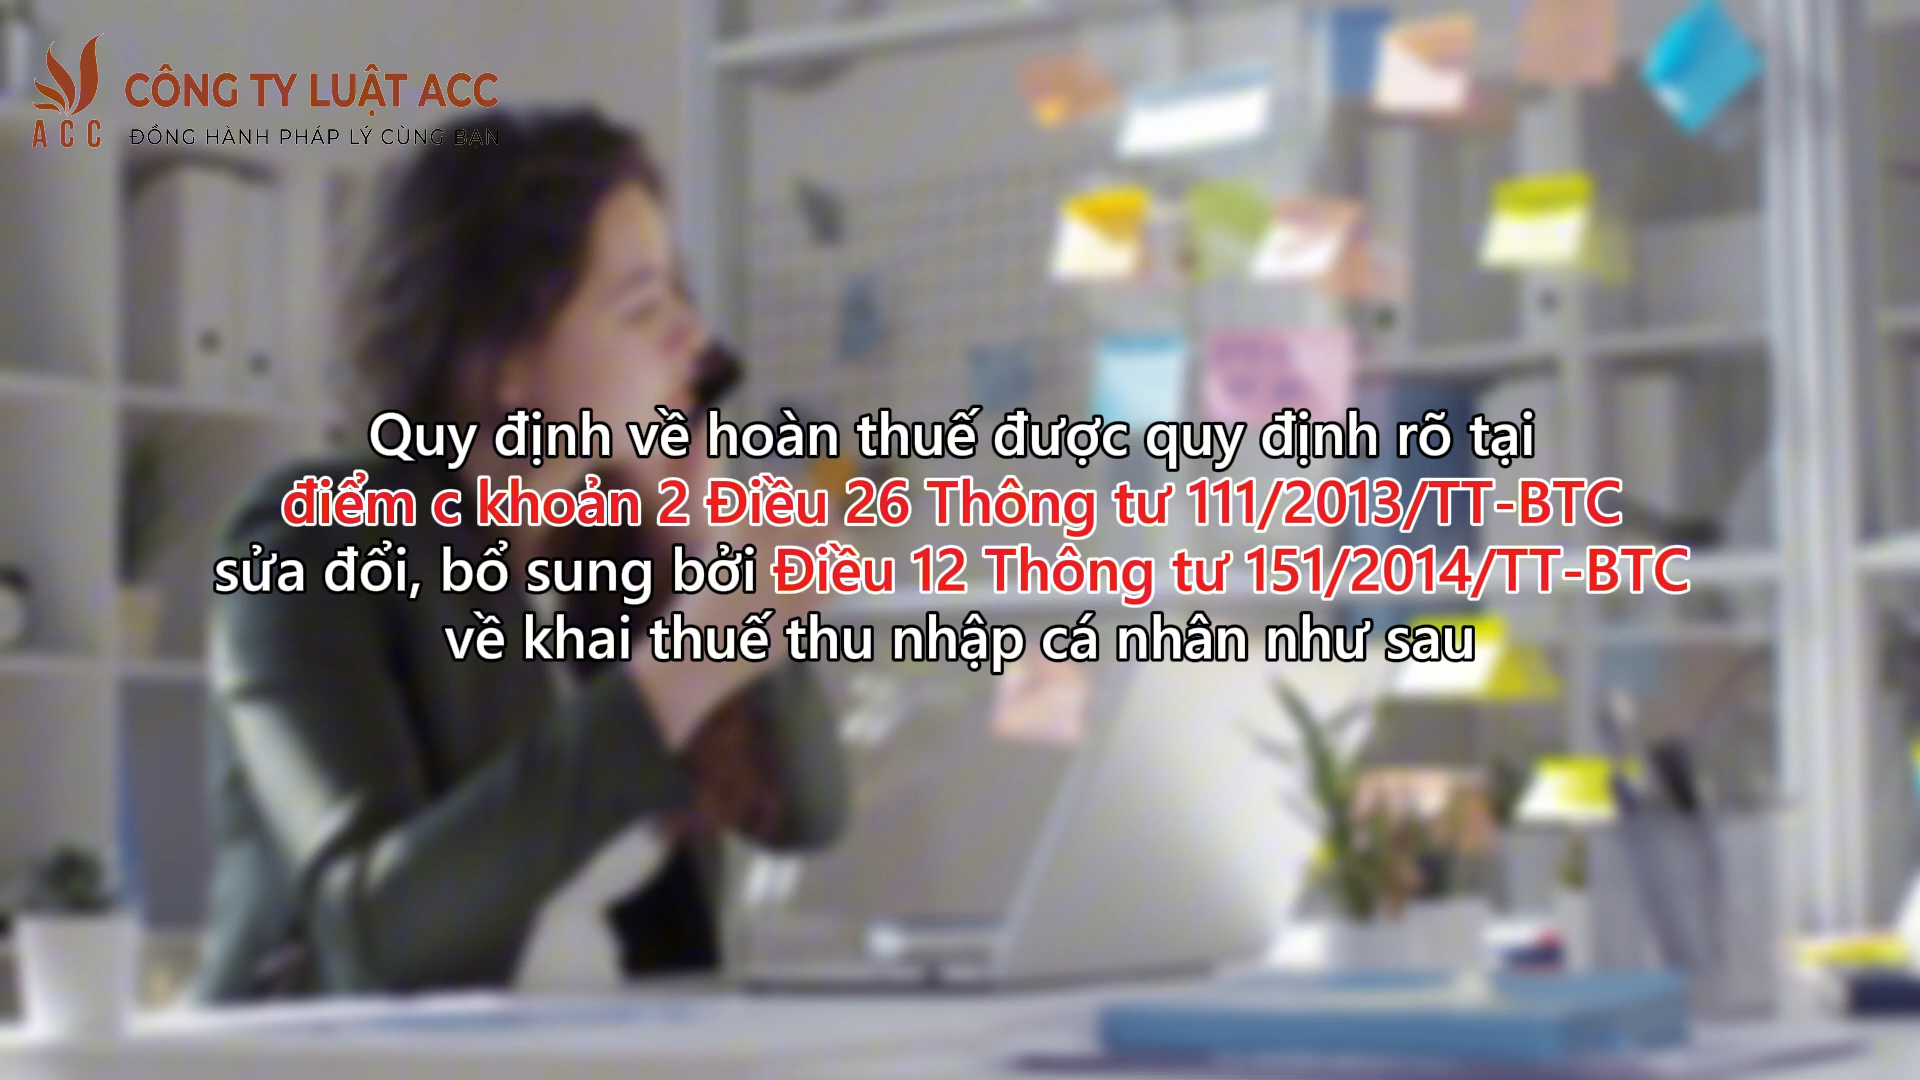 CÔNG TY LUẬT ACC
ACC
ĐỒNG HÀNH PHÁP LÝ CÙNG BẠN
Quy định về hoàn thuế được quy định rõ tại
điểm c khoản 2 Điều 26 Thông tư 111/2013/TT-BTC
sửa đổi, bổ sung bởi Điều 12 Thông tư 151/2014/TT-BTC
về khai thuế thu nhập cá nhân như sau